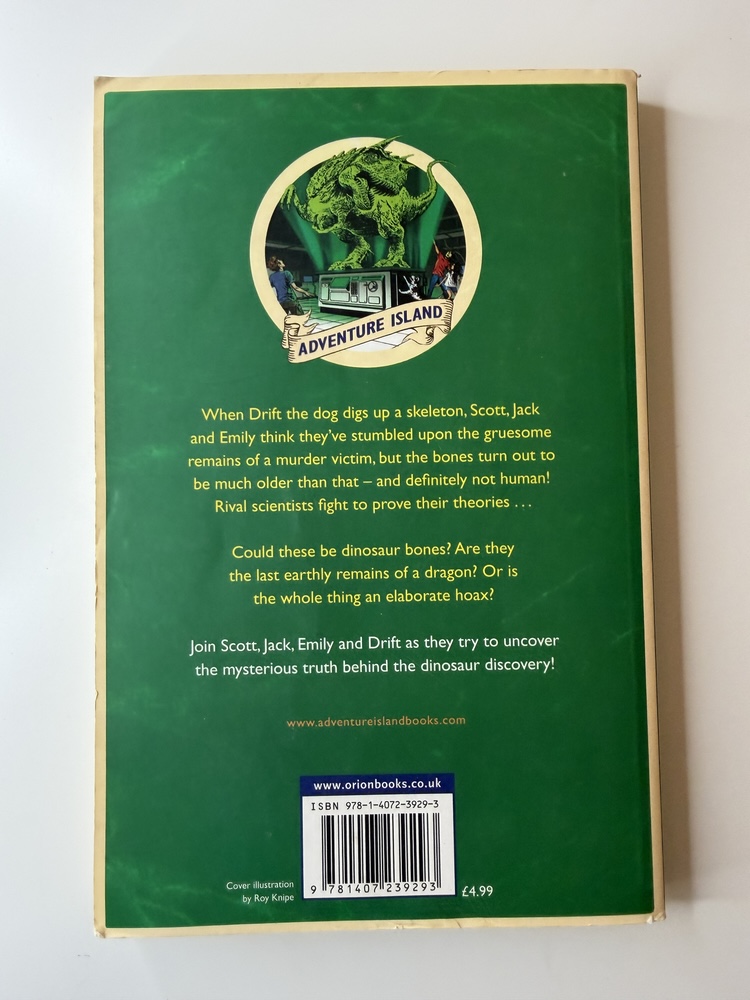 ADVENTURE ISLAND
When Drift the dog digs up a skeleton, Scott, Jack
and Emily think they've stumbled upon the gruesome
remains of a murder victim, but the bones turn out to
be much older than that – and definitely not human!
Rival scientists fight to prove their theories . . .
Could these be dinosaur bones? Are they
the last earthly remains of a dragon? Or is
the whole thing an elaborate hoax?
Join Scott, Jack, Emily and Drift as they try to uncover
the mysterious truth behind the dinosaur discovery!
www.adventureislandbooks.com
www.orionbooks.co.uk
ISBN 978-1-4072-3929-3
9 781407 239293
Cover illustration
by Roy Knipe
£4.99